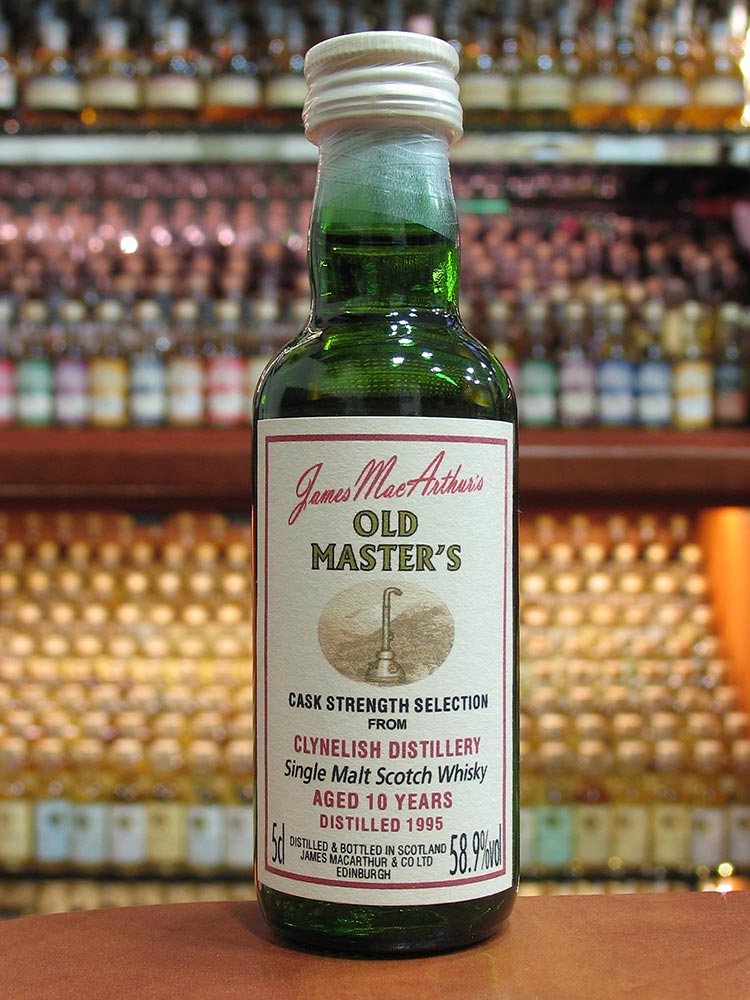 James MacArthur's
OLD
MASTER'S
CASK STRENGTH SELECTION
FROM
CLYNELISH DISTILLERY
Single Malt Scotch Whisky
AGED 10 YEARS
DISTILLED 1995
5cl DISTILLED & BOTTLED IN SCOTLAND 58.9%vol
JAMES MACARTHUR & CO LTD
EDINBURGH